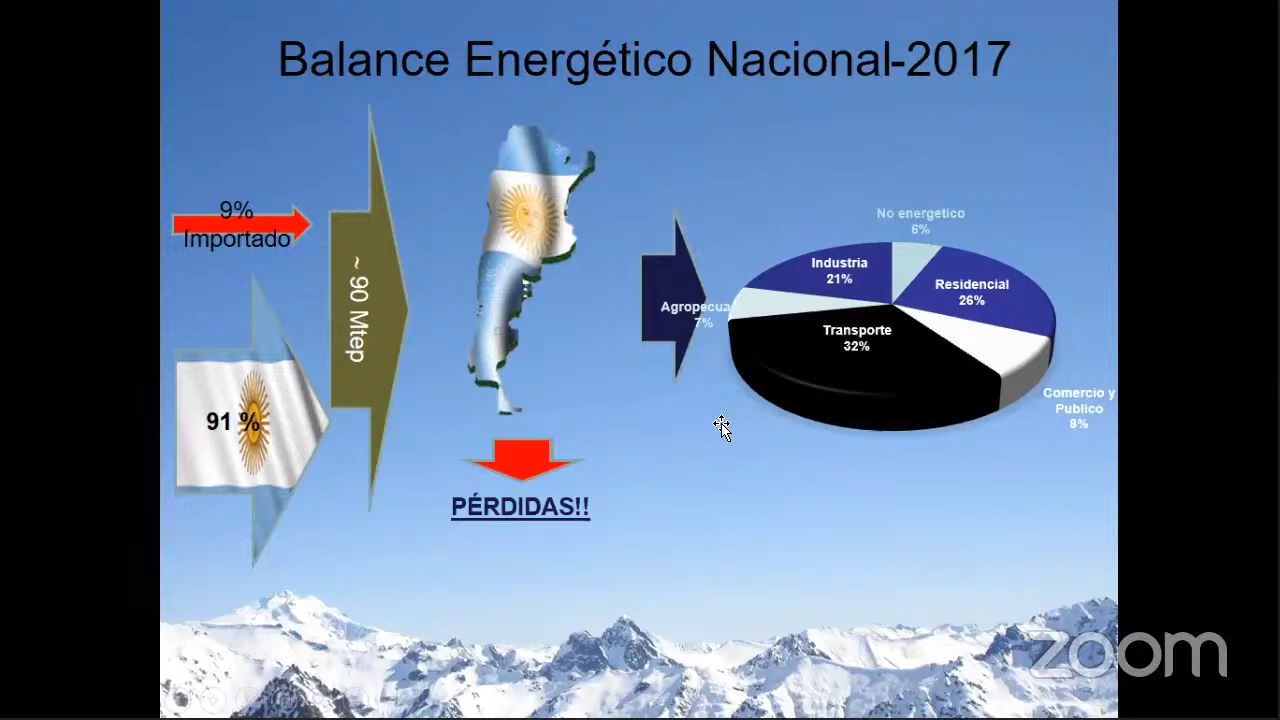 Balance Energético Nacional-2017
9%
Importado
91 %
~ 90 Mtep
PÉRDIDAS!!
No energetico
6%
Industria
21%
Residencial
26%
Agropecua
7%
Transporte
32%
Comercio y
Publico
8%
zoom